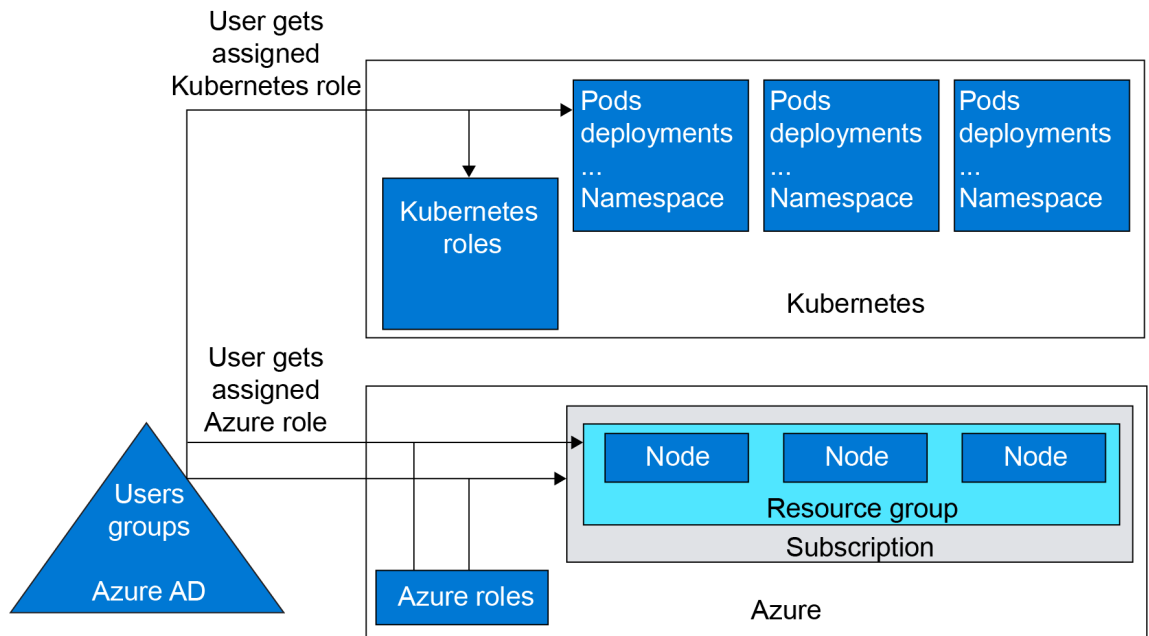 User gets
assigned
Kubernetes role
Pods
deployments
...
Namespace
Pods
deployments
...
Namespace
Pods
deployments
...
Namespace
Kubernetes
roles
Kubernetes
User gets
assigned
Azure role
Node
Node
Node
Resource group
Subscription
Users
groups
Azure AD
Azure roles
Azure